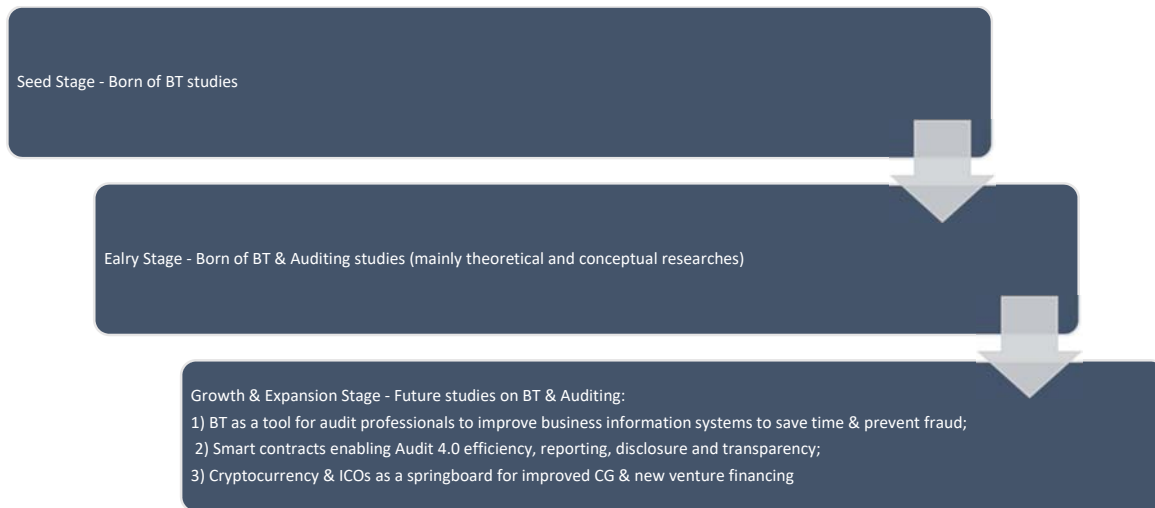 Seed Stage - Born of BT studies
Ealry Stage - Born of BT & Auditing studies (mainly theoretical and conceptual researches)
Growth & Expansion Stage - Future studies on BT & Auditing:
1) BT as a tool for audit professionals to improve business information systems to save time & prevent fraud;
2) Smart contracts enabling Audit 4.0 efficiency, reporting, disclosure and transparency;
3) Cryptocurrency & ICOs as a springboard for improved CG & new venture financing